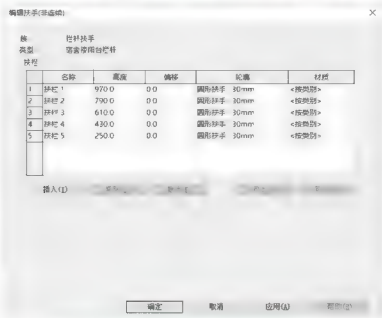 编辑扶手(非连续)
族: 栏杆扶手
类型: 宿舍楼阳台栏杆
扶栏
名称 高度 偏移 轮廓 材质
1 扶栏 1 970.0 0.0 圆形扶手: 30mm <按类别>
2 扶栏 2 790.0 0.0 圆形扶手: 30mm <按类别>
3 扶栏 3 610.0 0.0 圆形扶手: 30mm <按类别>
4 扶栏 4 430.0 0.0 圆形扶手: 30mm <按类别>
5 扶栏 5 250.0 0.0 圆形扶手: 30mm <按类别>
插入(I)
确定 取消 应用(A) 帮助(H)